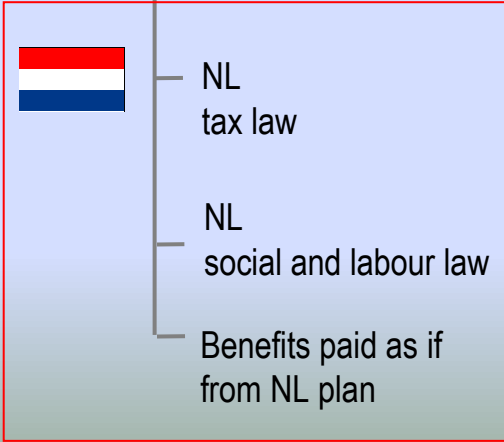 NL
tax law
NL
social and labour law
Benefits paid as if
from NL plan